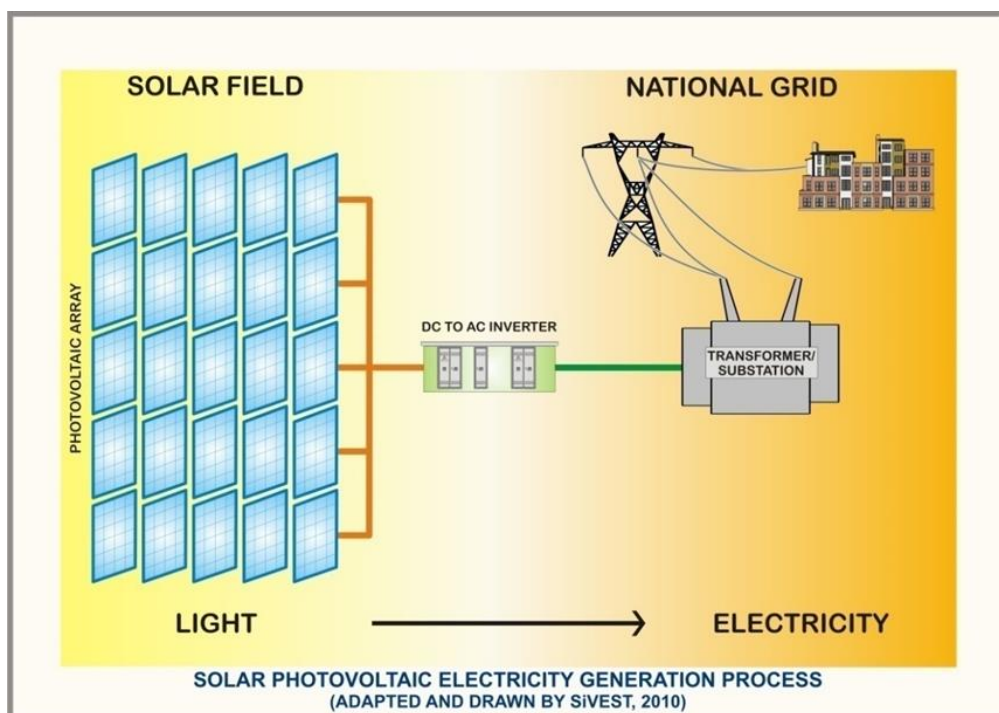 SOLAR FIELD
NATIONAL GRID
PHOTOVOLTAIC ARRAY
DC TO AC INVERTER
TRANSFORMER/
SUBSTATION
LIGHT
ELECTRICITY
SOLAR PHOTOVOLTAIC ELECTRICITY GENERATION PROCESS
(ADAPTED AND DRAWN BY SiVEST, 2010)